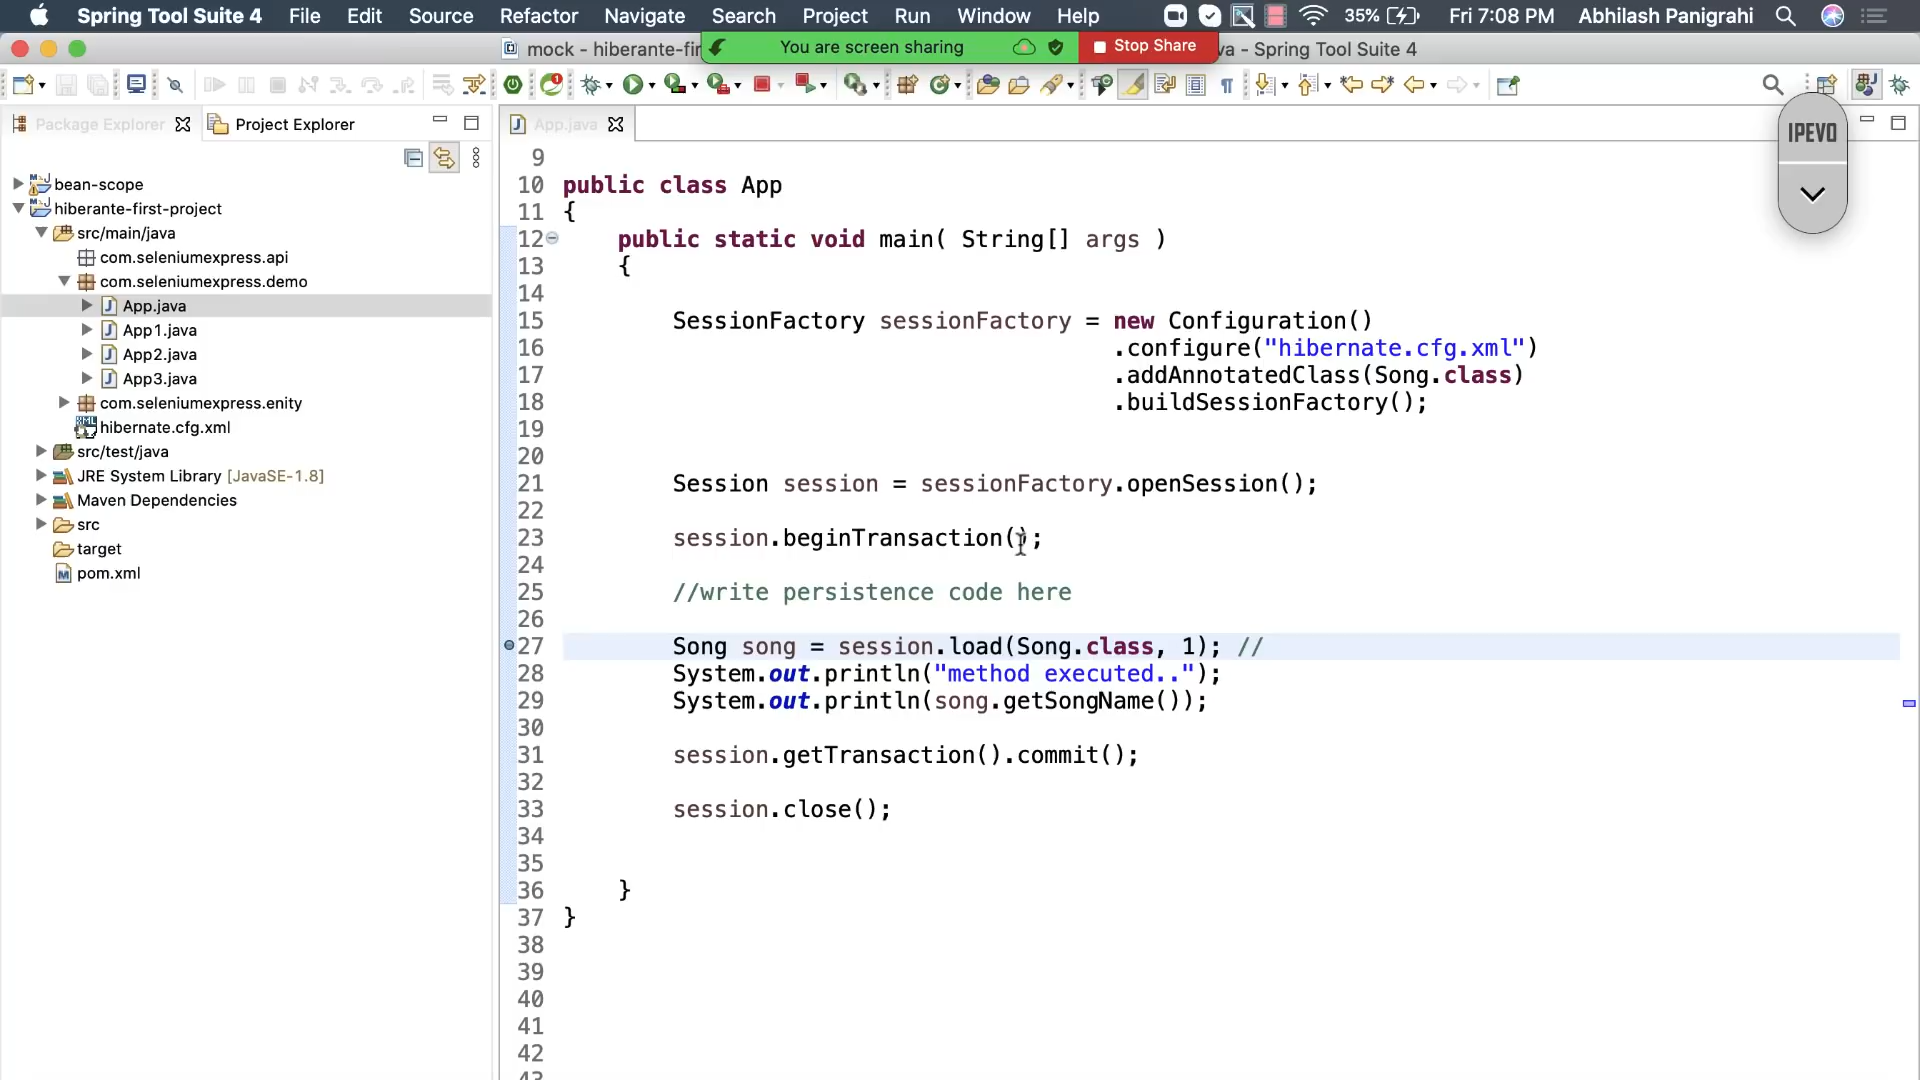 Spring Tool Suite 4 File Edit Source Refactor Navigate Search Project Run Window Help 35% Fri 7:08 PM Abhilash Panigrahi
mock - hiberante-fir You are screen sharing Stop Share va - Spring Tool Suite 4
Package Explorer Project Explorer
App.java
IPEVO
bean-scope
hiberante-first-project
src/main/java
com.seleniumexpress.api
com.seleniumexpress.demo
App.java
App1.java
App2.java
App3.java
com.seleniumexpress.enity
hibernate.cfg.xml
src/test/java
JRE System Library [JavaSE-1.8]
Maven Dependencies
src
target
pom.xml
9
10 public class App
11 {
12 public static void main( String[] args )
13 {
14
15 SessionFactory sessionFactory = new Configuration()
16 .configure("hibernate.cfg.xml")
17 .addAnnotatedClass(Song.class)
18 .buildSessionFactory();
19
20
21 Session session = sessionFactory.openSession();
22
23 session.beginTransaction();
24
25 //write persistence code here
26
27 Song song = session.load(Song.class, 1); //
28 System.out.println("method executed..");
29 System.out.println(song.getSongName());
30
31 session.getTransaction().commit();
32
33 session.close();
34
35
36 }
37 }
38
39
40
41
42
43